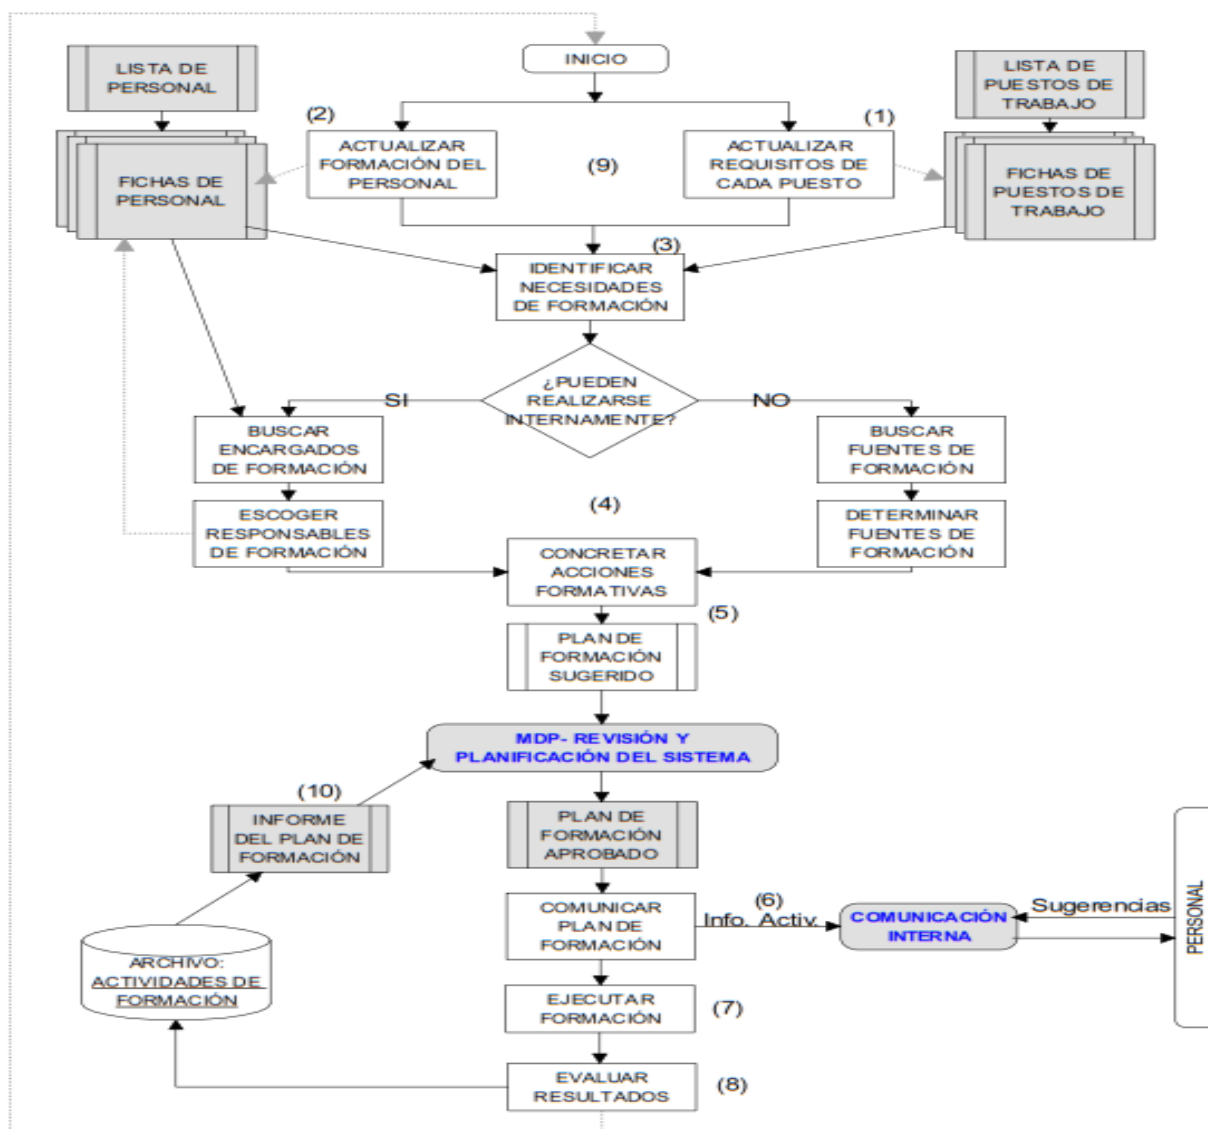 INICIO
LISTA DE
PERSONAL
LISTA DE
PUESTOS DE
TRABAJO
(2)
(1)
ACTUALIZAR
FORMACIÓN DEL
PERSONAL
(9)
ACTUALIZAR
REQUISITOS DE
CADA PUESTO
FICHAS DE
PERSONAL
FICHAS DE
PUESTOS DE
TRABAJO
(3)
IDENTIFICAR
NECESIDADES
DE FORMACIÓN
¿PUEDEN
REALIZARSE
INTERNAMENTE?
SI
NO
BUSCAR
ENCARGADOS
DE FORMACIÓN
BUSCAR
FUENTES DE
FORMACIÓN
(4)
ESCOGER
RESPONSABLES
DE FORMACIÓN
DETERMINAR
FUENTES DE
FORMACIÓN
CONCRETAR
ACCIONES
FORMATIVAS
(5)
PLAN DE
FORMACIÓN
SUGERIDO
MDP- REVISIÓN Y
PLANIFICACIÓN DEL SISTEMA
(10)
INFORME
DEL PLAN DE
FORMACIÓN
PLAN DE
FORMACIÓN
APROBADO
COMUNICAR
PLAN DE
FORMACIÓN
(6)
Info. Activ.
COMUNICACIÓN
INTERNA
Sugerencias
PERSONAL
ARCHIVO:
ACTIVIDADES DE
FORMACIÓN
EJECUTAR
FORMACIÓN
(7)
EVALUAR
RESULTADOS
(8)